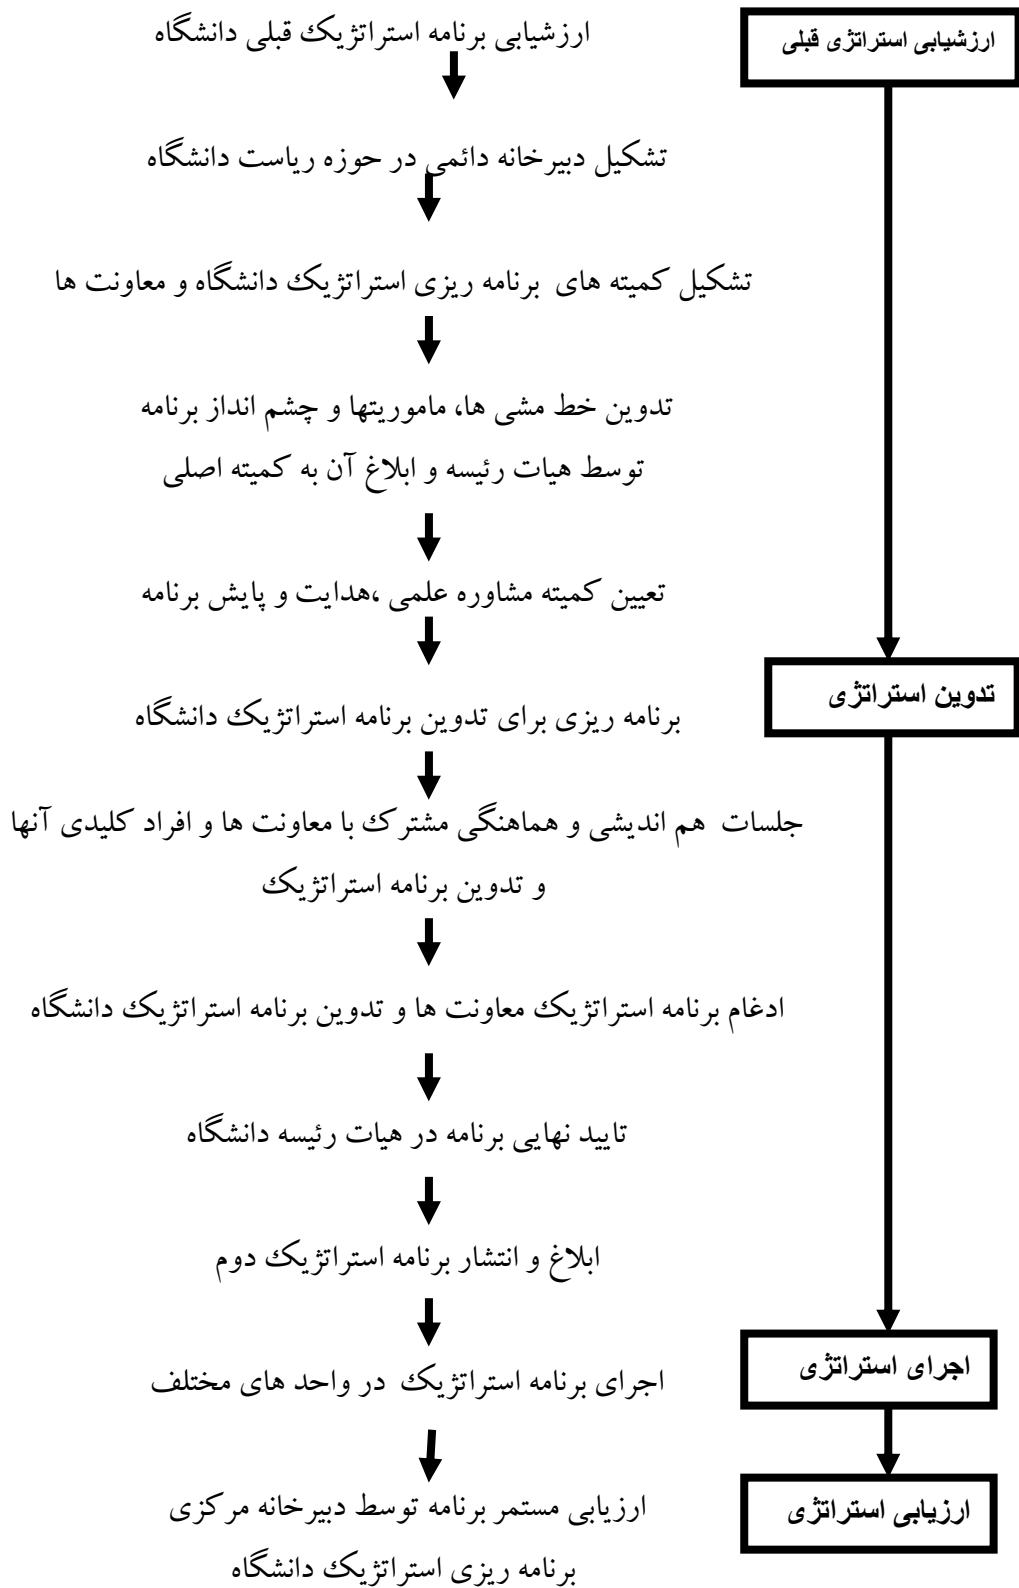 ارزشیابی استراتژی قبلی
ارزشیابی برنامه استراتژیک قبلی دانشگاه
تشکیل دبیرخانه دائمی در حوزه ریاست دانشگاه
تشکیل کمیته های برنامه ریزی استراتژیک دانشگاه و معاونت ها
تدوین خط مشی ها، ماموریتها و چشم انداز برنامه
توسط هیات رئیسه و ابلاغ آن به کمیته اصلی
تعیین کمیته مشاوره علمی ،هدایت و پایش برنامه
تدوین استراتژی
برنامه ریزی برای تدوین برنامه استراتژیک دانشگاه
جلسات هم اندیشی و هماهنگی مشترک با معاونت ها و افراد کلیدی آنها
و تدوین برنامه استراتژیک
ادغام برنامه استراتژیک معاونت ها و تدوین برنامه استراتژیک دانشگاه
تایید نهایی برنامه در هیات رئیسه دانشگاه
ابلاغ و انتشار برنامه استراتژیک دوم
اجرای استراتژی
اجرای برنامه استراتژیک در واحد های مختلف
ارزیابی استراتژی
ارزیابی مستمر برنامه توسط دبیرخانه مرکزی
برنامه ریزی استراتژیک دانشگاه